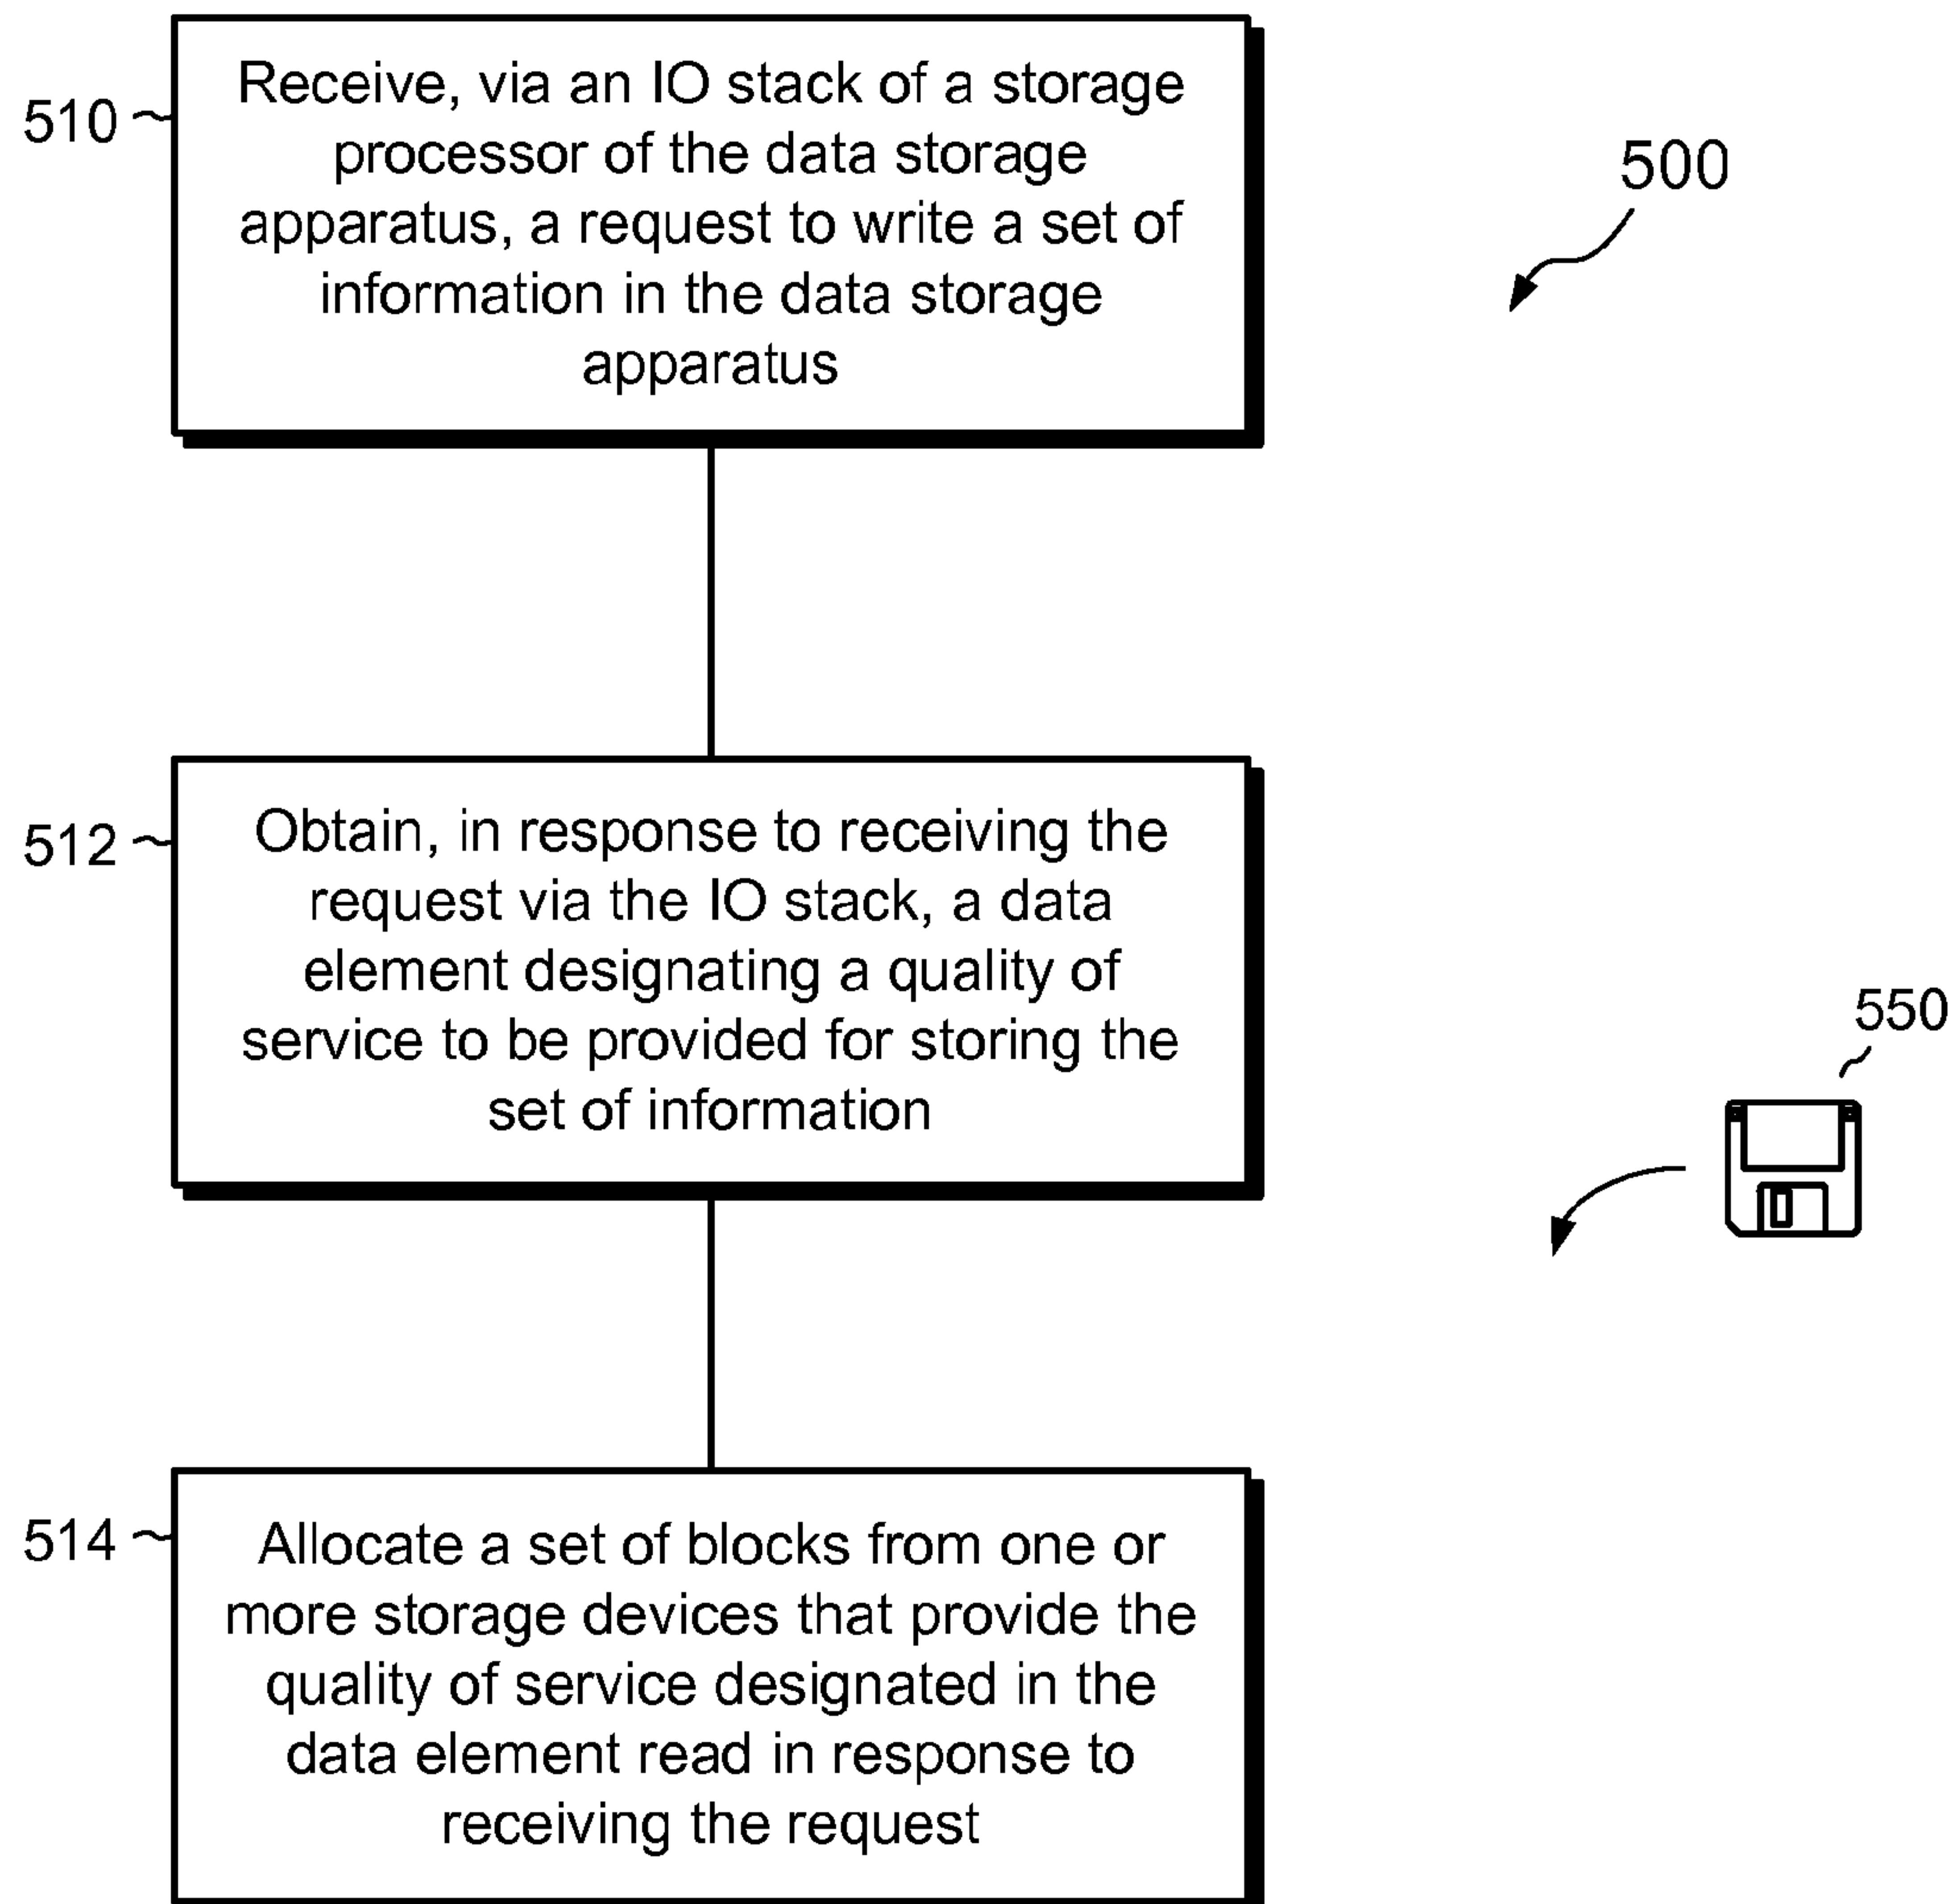 510
Receive, via an IO stack of a storage
processor of the data storage
apparatus, a request to write a set of
information in the data storage
apparatus
500
512
Obtain, in response to receiving the
request via the IO stack, a data
element designating a quality of
service to be provided for storing the
set of information
550
514
Allocate a set of blocks from one or
more storage devices that provide the
quality of service designated in the
data element read in response to
receiving the request